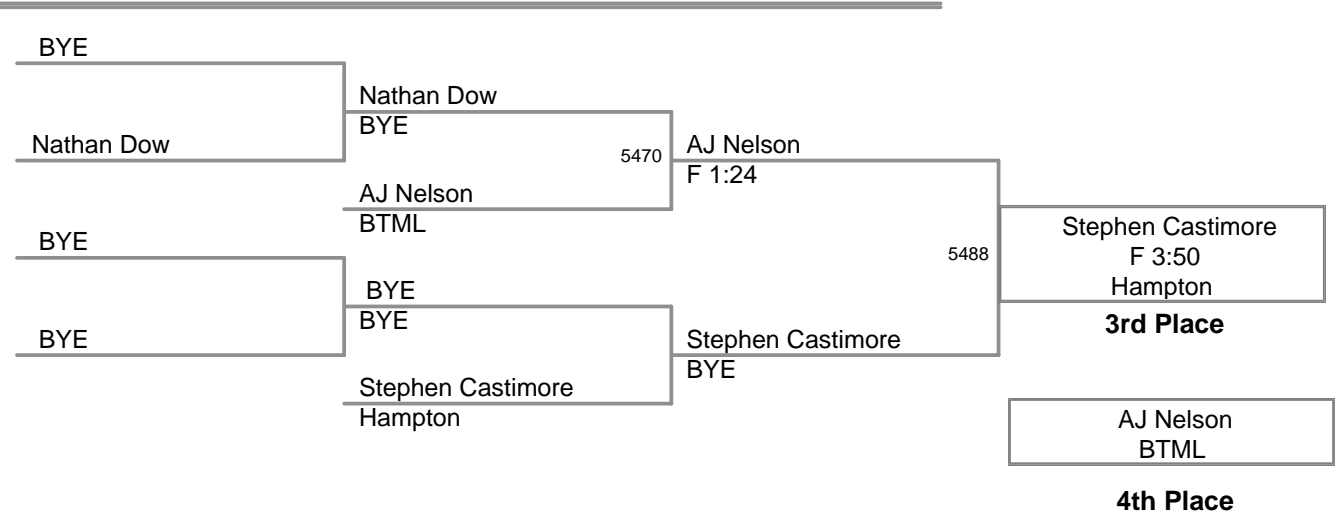 BYE
Nathan Dow
BYE
Nathan Dow
5470
AJ Nelson
F 1:24
AJ Nelson
BTML
BYE
5488
Stephen Castimore
F 3:50
Hampton
3rd Place
BYE
BYE
BYE
Stephen Castimore
BYE
Stephen Castimore
Hampton
AJ Nelson
BTML
4th Place